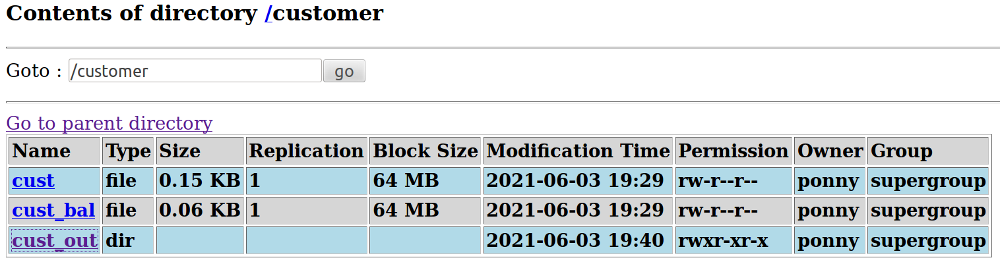 Contents of directory /customer
Goto : /customer go
Go to parent directory
Name Type Size Replication Block Size Modification Time Permission Owner Group
cust file 0.15 KB 1 64 MB 2021-06-03 19:29 rw-r--r-- ponny supergroup
cust_bal file 0.06 KB 1 64 MB 2021-06-03 19:29 rw-r--r-- ponny supergroup
cust_out dir 2021-06-03 19:40 rwxr-xr-x ponny supergroup